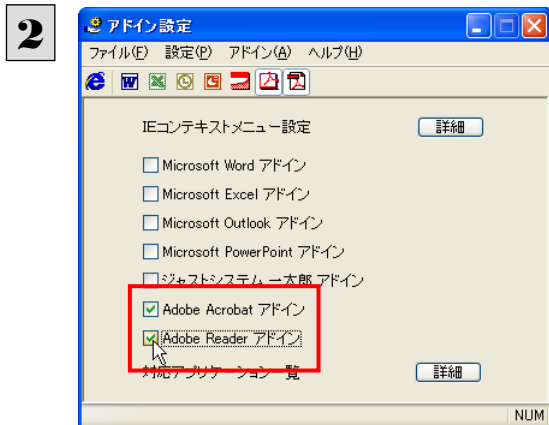 2
アドイン設定
ファイル(F) 設定(P) アドイン(A) ヘルプ(H)
IEコンテキストメニュー設定 詳細
Microsoft Word アドイン
Microsoft Excel アドイン
Microsoft Outlook アドイン
Microsoft PowerPoint アドイン
ジャストシステム 一太郎 アドイン
Adobe Acrobat アドイン
Adobe Reader アドイン
対応アプリケーション一覧 詳細
NUM